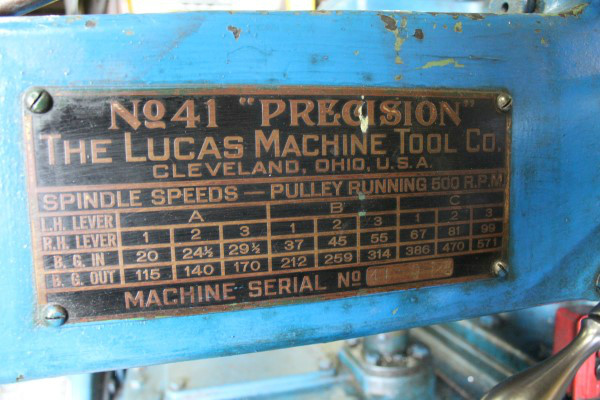 No 41 "PRECISION"
THE LUCAS MACHINE TOOL CO.
CLEVELAND, OHIO, U.S.A.
SPINDLE SPEEDS — PULLEY RUNNING 500 R.P.M
L.H. LEVER A B C
R.H. LEVER 1 2 3 1 2 3 1 2 3
B. G. IN 20 24½ 29½ 37 45 55 67 81 99
B. G. OUT 115 140 170 212 259 314 386 470 571
MACHINE SERIAL No